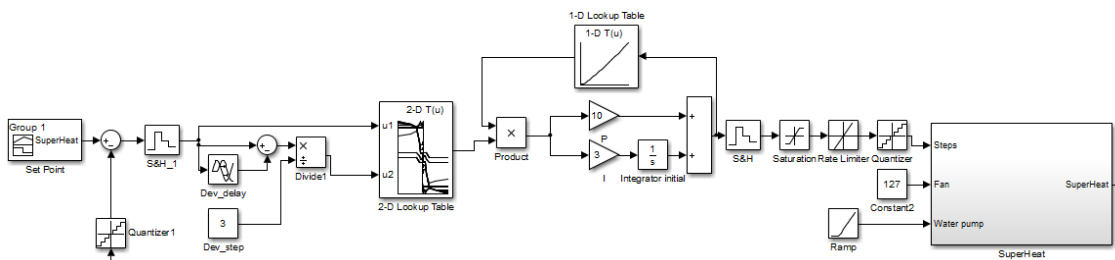 1-D Lookup Table
1-D T(u)
Group 1
SuperHeat
Set Point
+
-
S&H_1
Dev_delay
+
-
×
÷
Divide1
3
Dev_step
Quantizer1
2-D T(u)
u1
u2
2-D Lookup Table
×
Product
10
P
3
I
1
s
Integrator initial
+
+
S&H
Saturation
Rate Limiter
Quantizer
127
Constant2
Ramp
Steps
Fan
Water pump
SuperHeat
SuperHeat